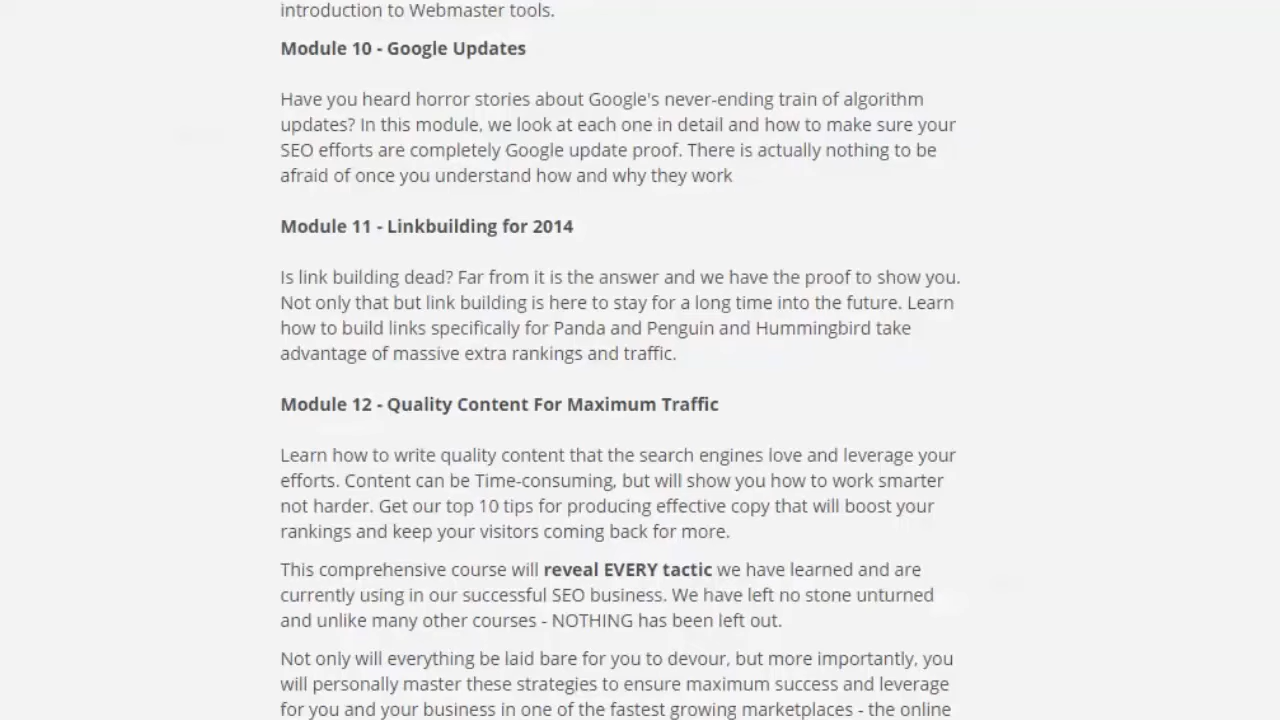 introduction to Webmaster tools.
Module 10 - Google Updates
Have you heard horror stories about Google's never-ending train of algorithm
updates? In this module, we look at each one in detail and how to make sure your
SEO efforts are completely Google update proof. There is actually nothing to be
afraid of once you understand how and why they work
Module 11 - Linkbuilding for 2014
Is link building dead? Far from it is the answer and we have the proof to show you.
Not only that but link building is here to stay for a long time into the future. Learn
how to build links specifically for Panda and Penguin and Hummingbird take
advantage of massive extra rankings and traffic.
Module 12 - Quality Content For Maximum Traffic
Learn how to write quality content that the search engines love and leverage your
efforts. Content can be Time-consuming, but will show you how to work smarter
not harder. Get our top 10 tips for producing effective copy that will boost your
rankings and keep your visitors coming back for more.
This comprehensive course will reveal EVERY tactic we have learned and are
currently using in our successful SEO business. We have left no stone unturned
and unlike many other courses - NOTHING has been left out.
Not only will everything be laid bare for you to devour, but more importantly, you
will personally master these strategies to ensure maximum success and leverage
for you and your business in one of the fastest growing marketplaces - the online